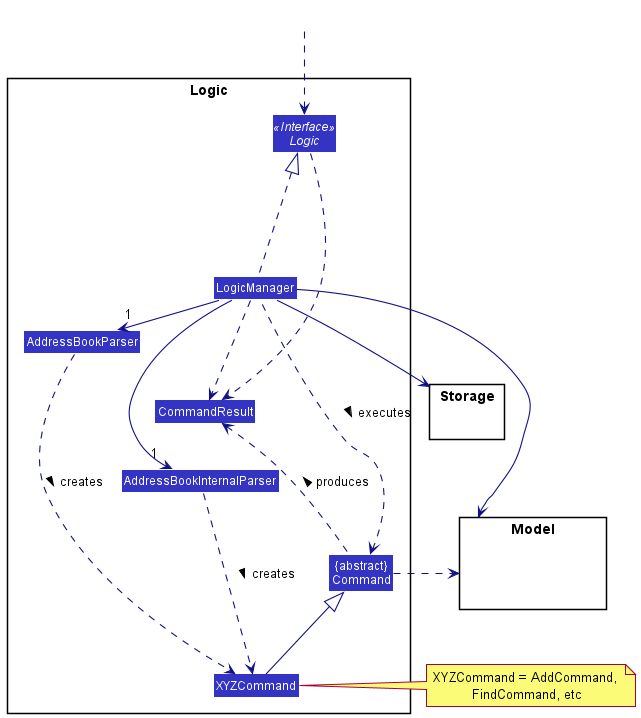 Logic
«Interface»
Logic
LogicManager
1
AddressBookParser
Storage
CommandResult
executes
1
AddressBookInternalParser
creates
produces
Model
{abstract}
Command
creates
XYZCommand
XYZCommand = AddCommand,
FindCommand, etc